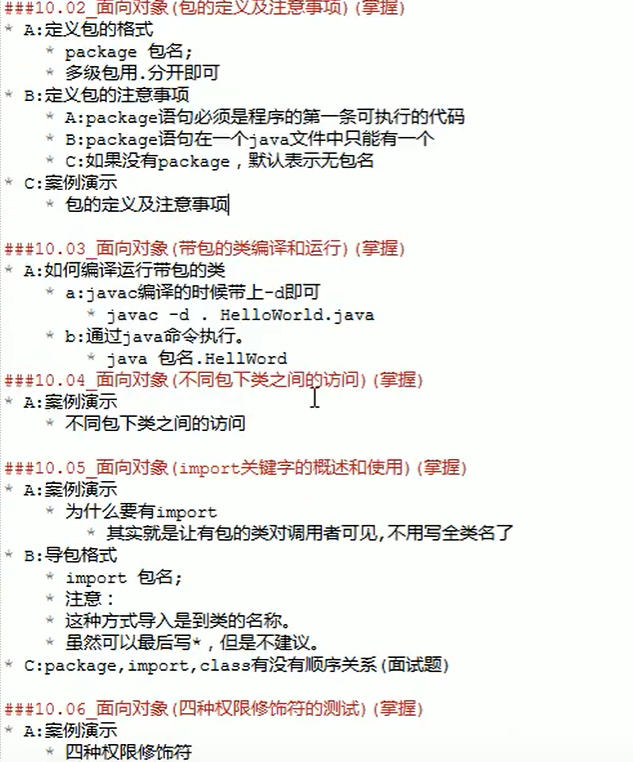 ###10.02_面向对象(包的定义及注意事项)(掌握)
* A:定义包的格式
* package 包名;
* 多级包用.分开即可
* B:定义包的注意事项
* A:package语句必须是程序的第一条可执行的代码
* B:package语句在一个java文件中只能有一个
* C:如果没有package，默认表示无包名
* C:案例演示
* 包的定义及注意事项
###10.03_面向对象(带包的类编译和运行)(掌握)
* A:如何编译运行带包的类
* a:javac编译的时候带上-d即可
* javac -d . HelloWorld.java
* b:通过java命令执行。
* java 包名.HellWord
###10.04_面向对象(不同包下类之间的访问)(掌握)
* A:案例演示
* 不同包下类之间的访问
###10.05_面向对象(import关键字的概述和使用)(掌握)
* A:案例演示
* 为什么要有import
* 其实就是让有包的类对调用者可见,不用写全类名了
* B:导包格式
* import 包名;
* 注意：
* 这种方式导入是到类的名称。
* 虽然可以最后写*，但是不建议。
* C:package,import,class有没有顺序关系(面试题)
###10.06_面向对象(四种权限修饰符的测试)(掌握)
* A:案例演示
* 四种权限修饰符